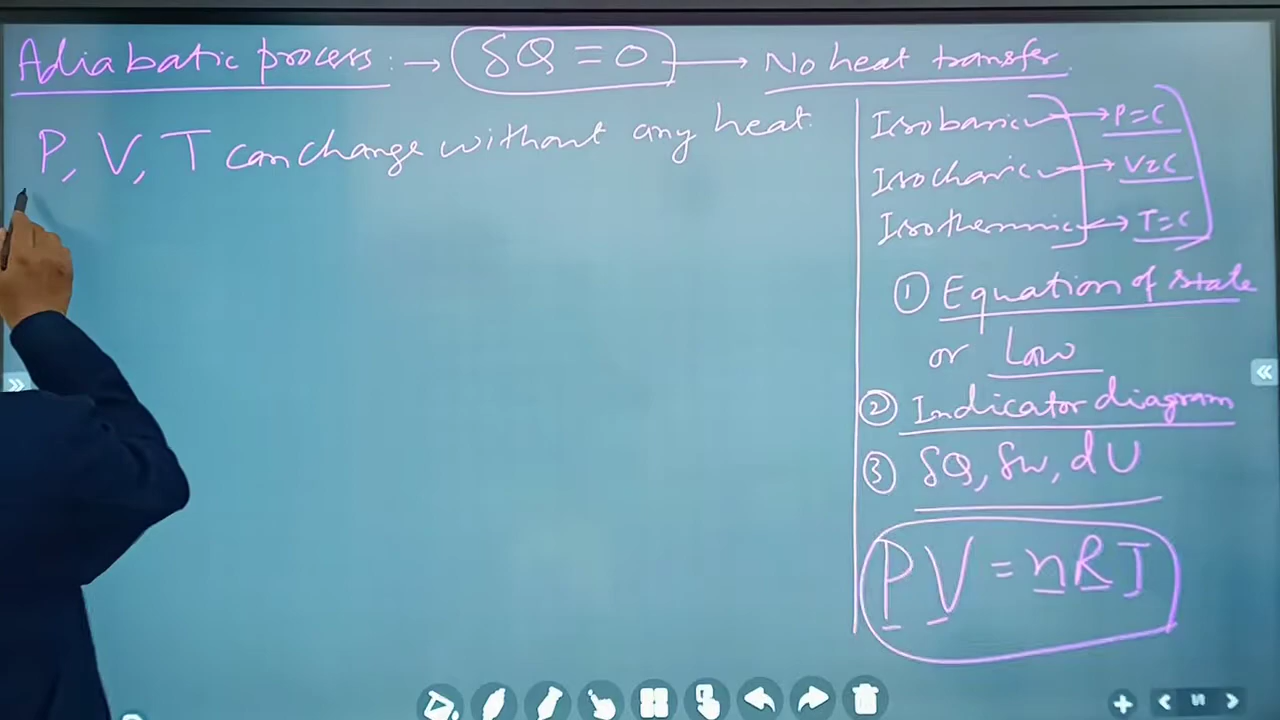 Adiabatic process :→ δQ = 0 → No heat transfer
P, V, T can change without any heat.
Isobaric → P=C
Isochoric → V=C
Isothermic → T=C
① Equation of state
or Law
② Indicator diagram
③ δQ, δw, dU
PV = nRT